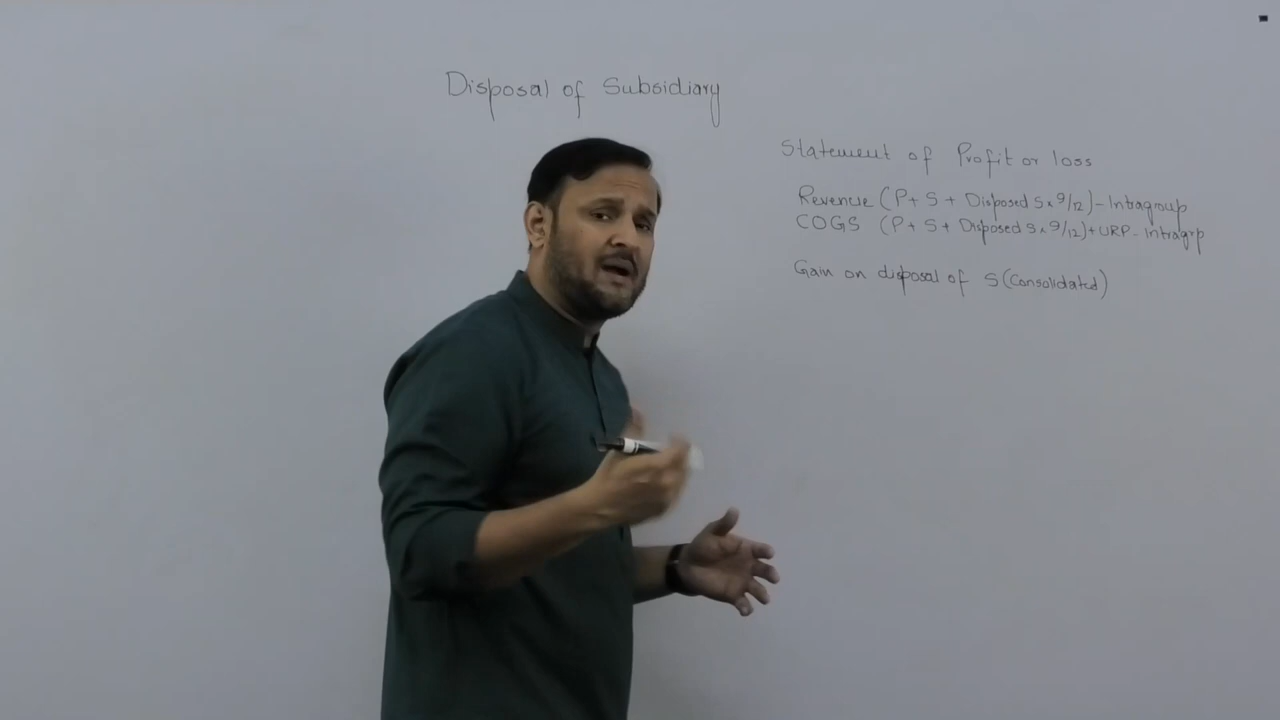 Disposal of Subsidiary
Statement of Profit or loss
Revenue (P+ S + Disposed S x 9/12) - Intragroup
COGS (P + S + Disposed S x 9/12) + URP - Intragrp
Gain on disposal of S (Consolidated)